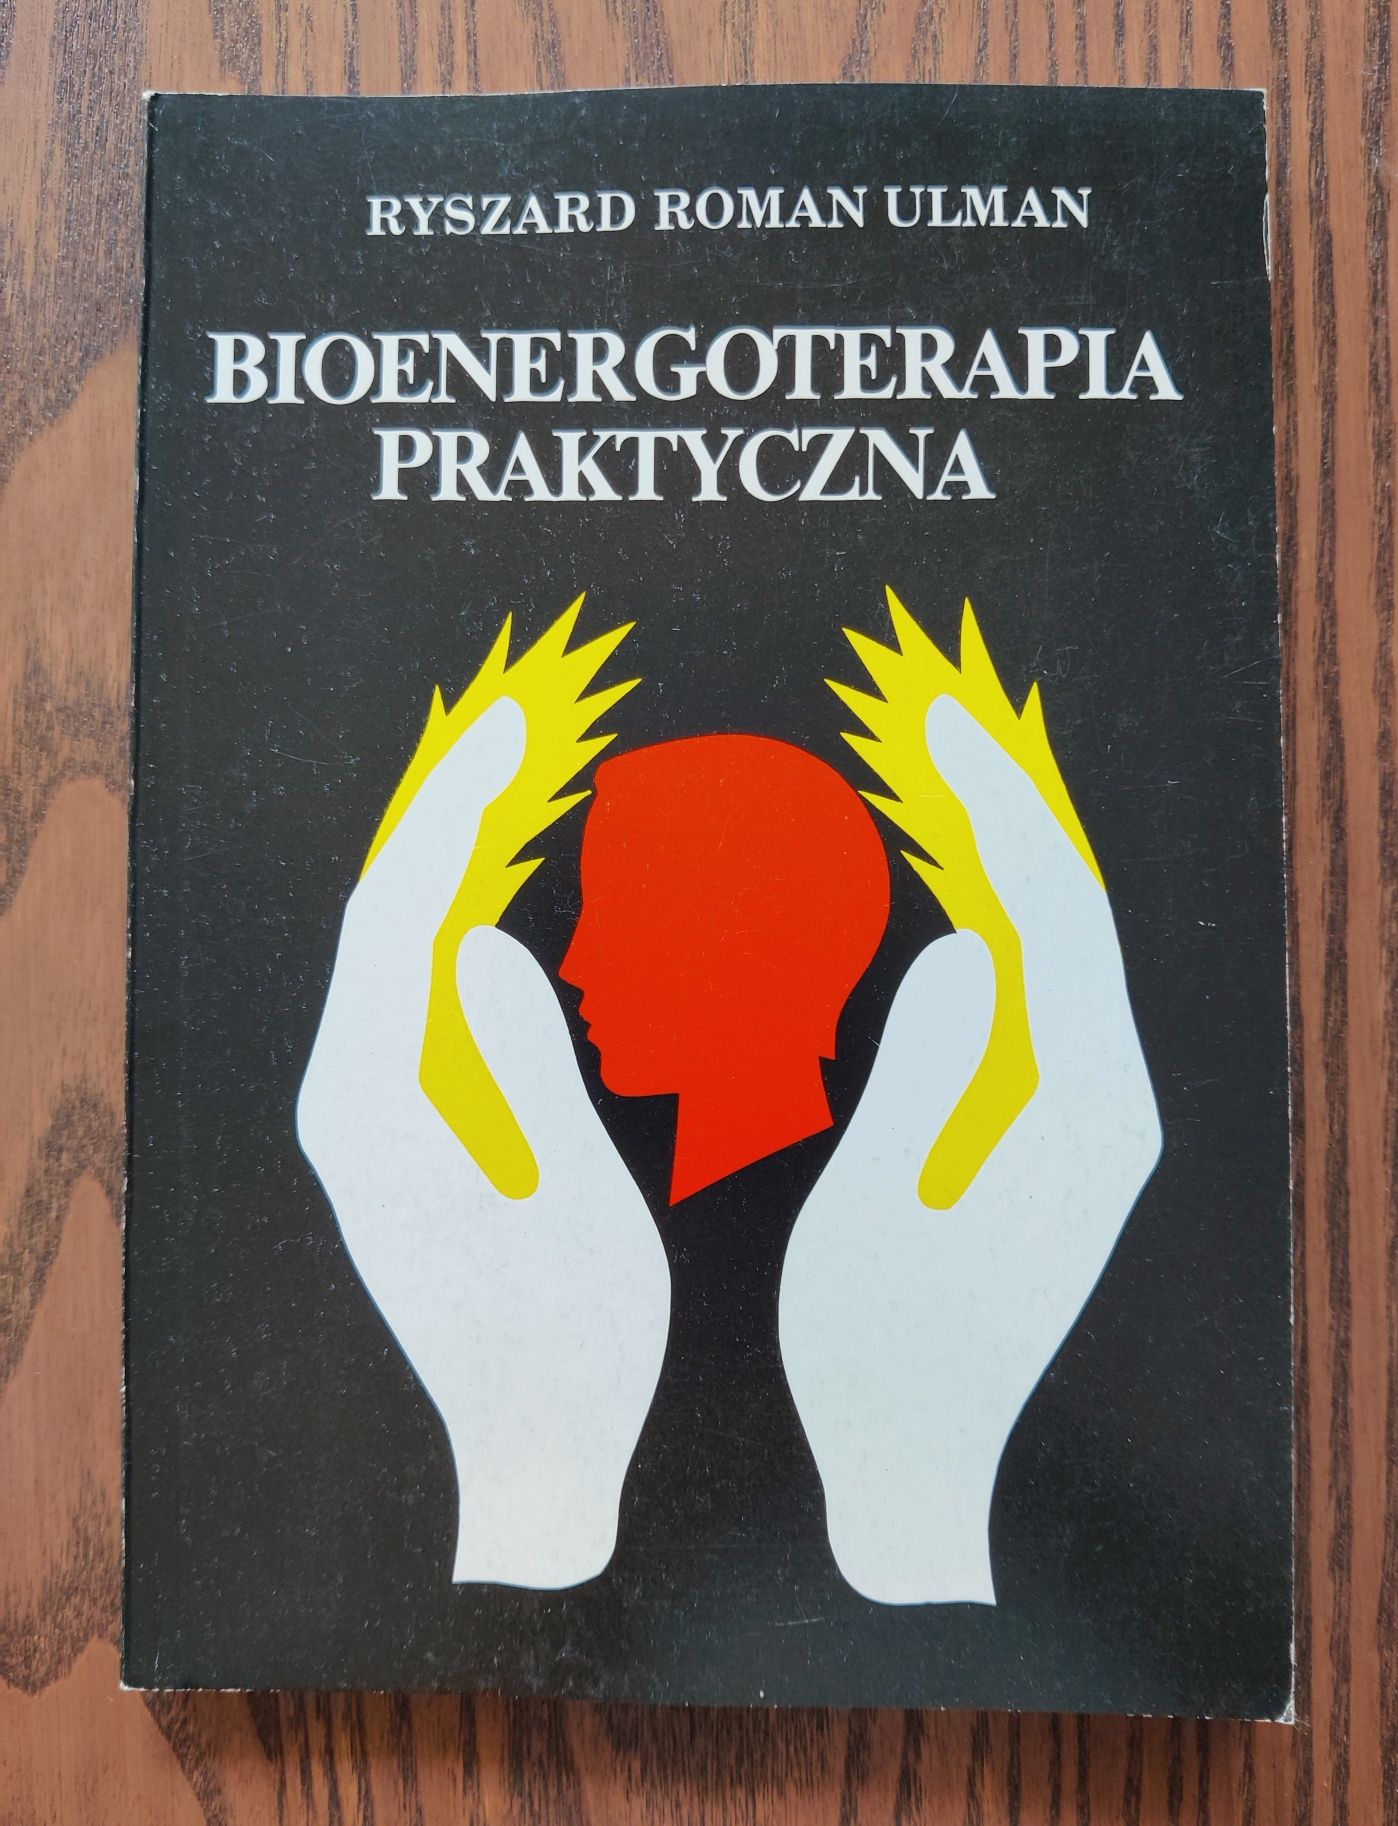 RYSZARD ROMAN ULMAN
BIOENERGOTERAPIA
PRAKTYCZNA